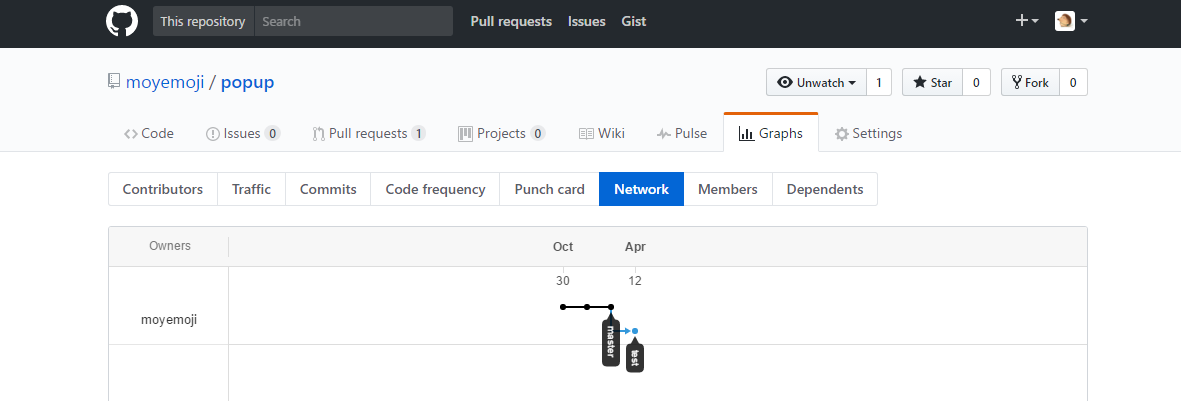 This repository Search Pull requests Issues Gist
moyemoji / popup Unwatch 1 Star 0 Fork 0
Code Issues 0 Pull requests 1 Projects 0 Wiki Pulse Graphs Settings
Contributors Traffic Commits Code frequency Punch card Network Members Dependents
Owners Oct Apr
30 12
moyemoji
master
test